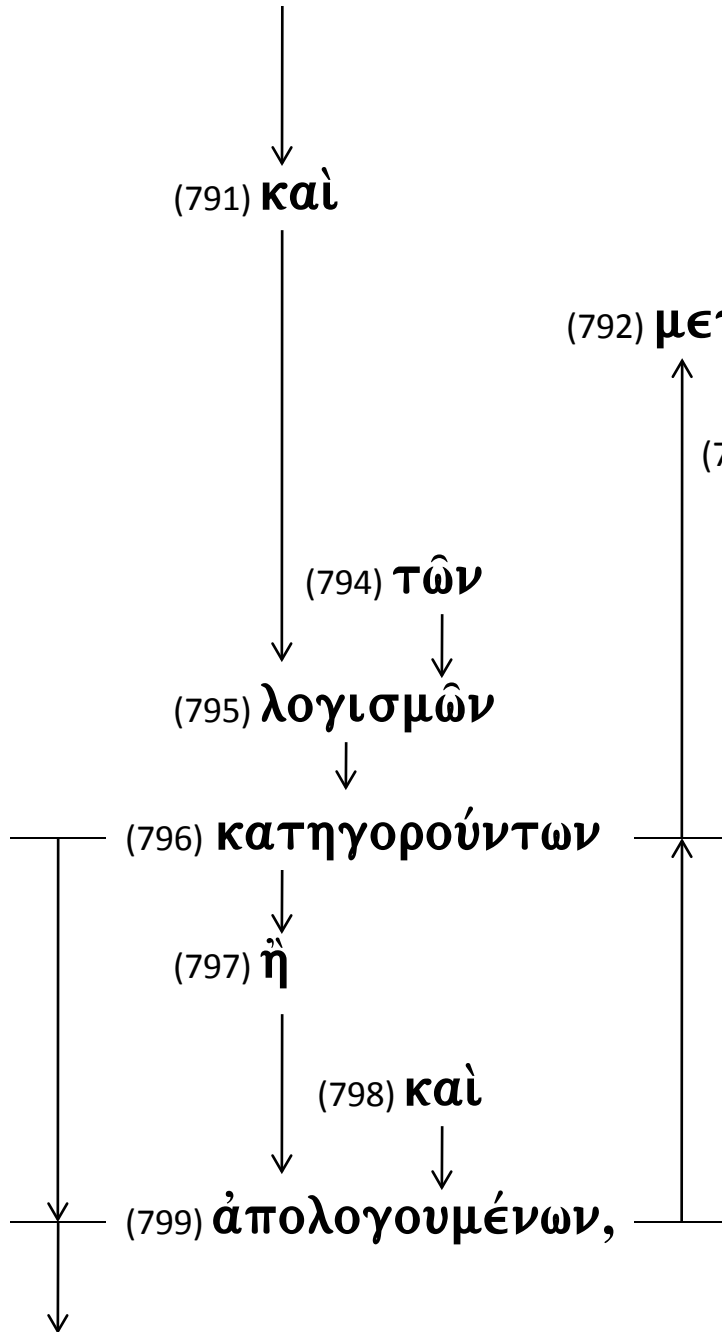 (791) καὶ
(792)
(794) τῶν
(795) λογισμῶν
(796) κατηγορούντων
(797) ἢ
(798) καὶ
(799) ἀπολογουμένων,